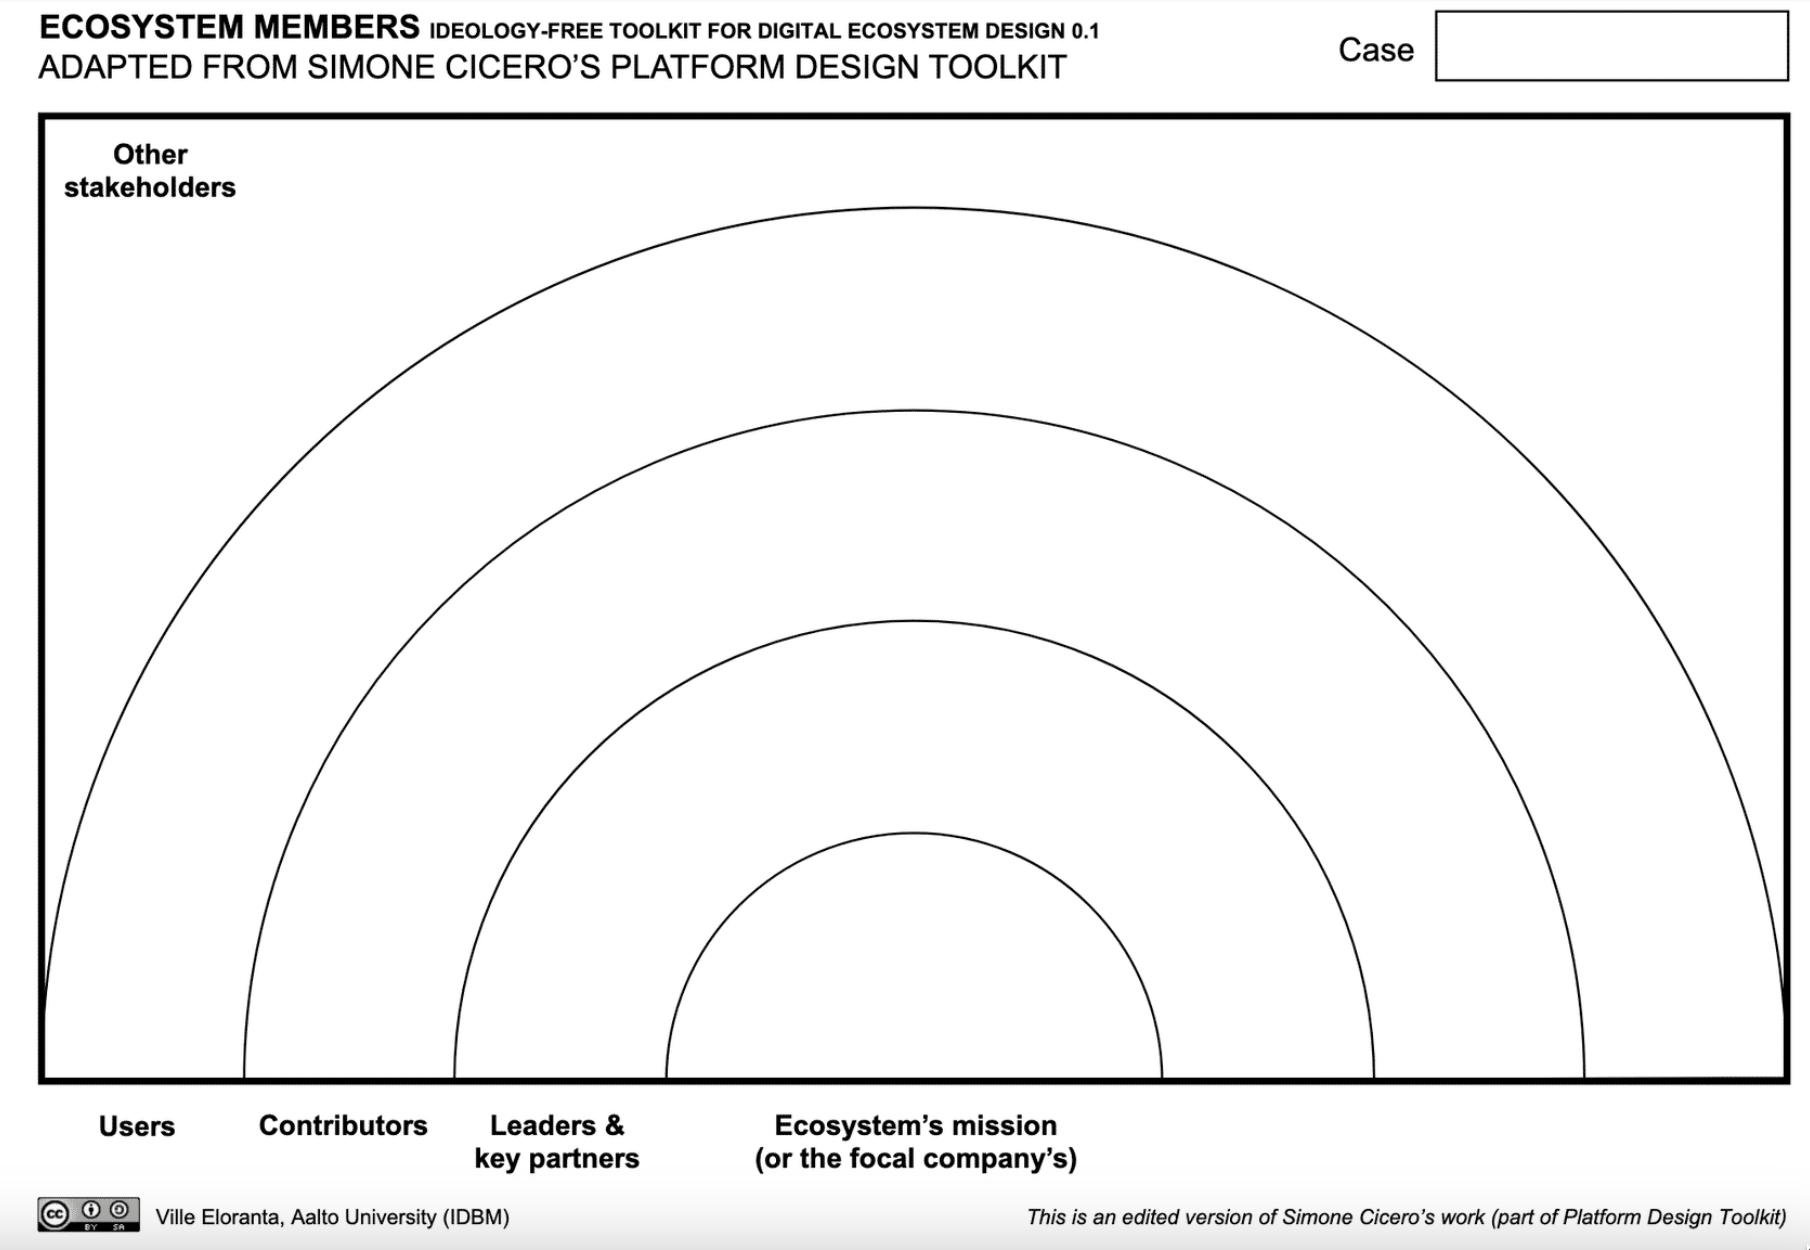 ECOSYSTEM MEMBERS IDEOLOGY-FREE TOOLKIT FOR DIGITAL ECOSYSTEM DESIGN 0.1
ADAPTED FROM SIMONE CICERO’S PLATFORM DESIGN TOOLKIT
Case
Other
stakeholders
Users
Contributors
Leaders &
key partners
Ecosystem’s mission
(or the focal company’s)
cc
BY SA
Ville Eloranta, Aalto University (IDBM)
This is an edited version of Simone Cicero’s work (part of Platform Design Toolkit)